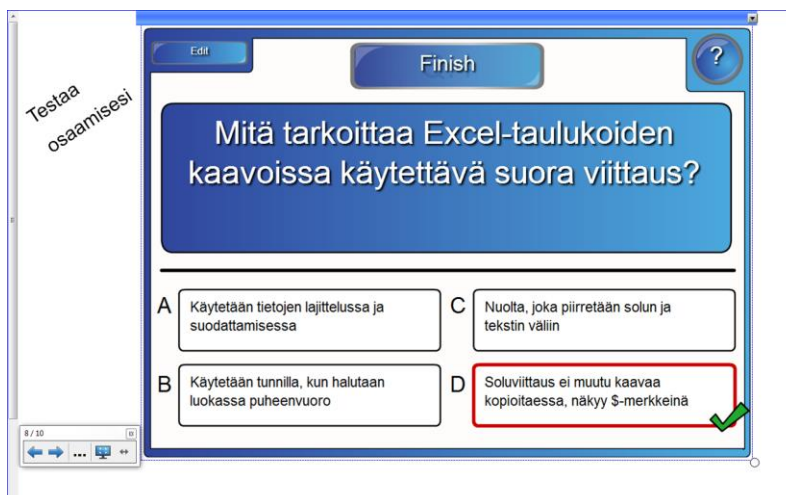 Edit
Finish
?
Testaa
osaamisesi
Mitä tarkoittaa Excel-taulukoiden
kaavoissa käytettävä suora viittaus?
A
Käytetään tietojen lajittelussa ja
suodattamisessa
C
Nuolta, joka piirretään solun ja
tekstin väliin
B
Käytetään tunnilla, kun halutaan
luokassa puheenvuoro
D
Soluviittaus ei muutu kaavaa
kopioitaessa, näkyy $-merkkeinä
8 / 10
...